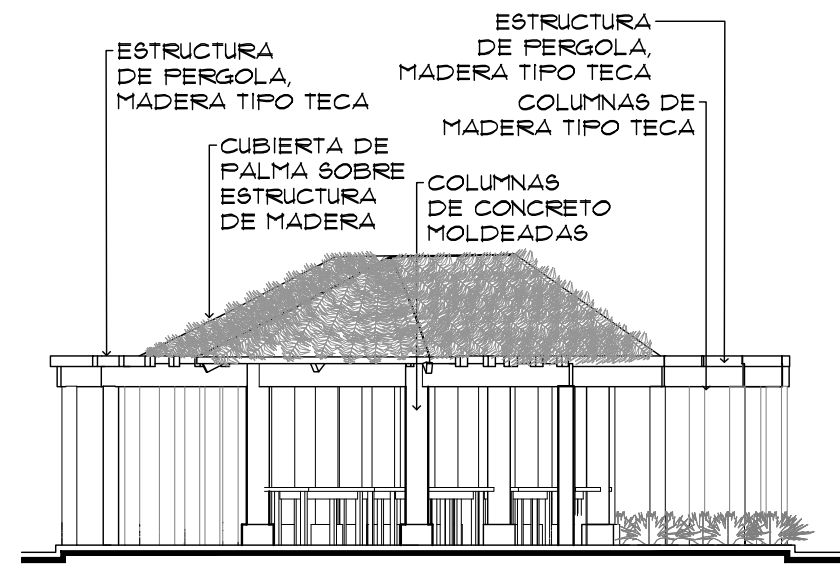 ESTRUCTURA
DE PERGOLA,
MADERA TIPO TECA
ESTRUCTURA
DE PERGOLA,
MADERA TIPO TECA
COLUMNAS DE
MADERA TIPO TECA
CUBIERTA DE
PALMA SOBRE
ESTRUCTURA
DE MADERA
COLUMNAS
DE CONCRETO
MOLDEADAS